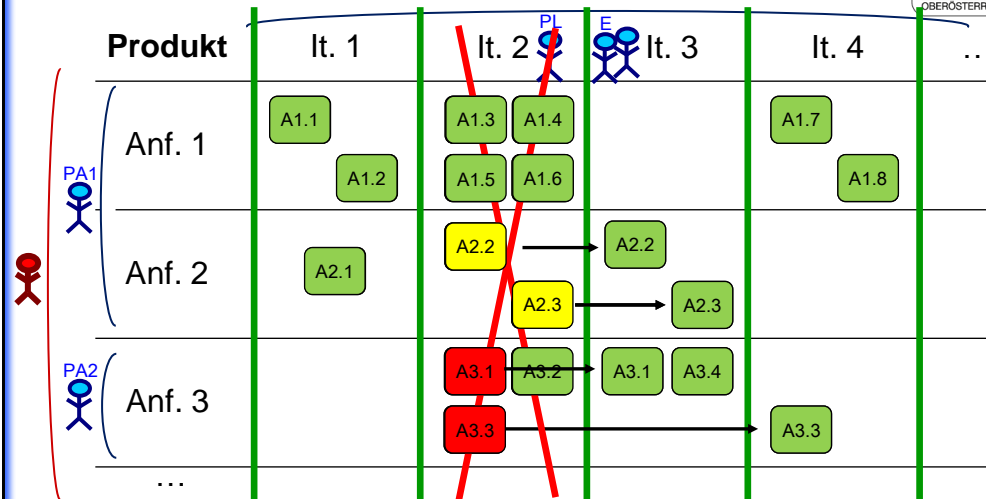 OBERÖSTERR
PL
E
Produkt
It. 1
It. 2
It. 3
It. 4
..
PA1
Anf. 1
A1.1
A1.2
A1.3
A1.4
A1.5
A1.6
A1.7
A1.8
Anf. 2
A2.1
A2.2
A2.2
A2.3
A2.3
PA2
Anf. 3
A3.1
A3.2
A3.1
A3.4
A3.3
A3.3
...